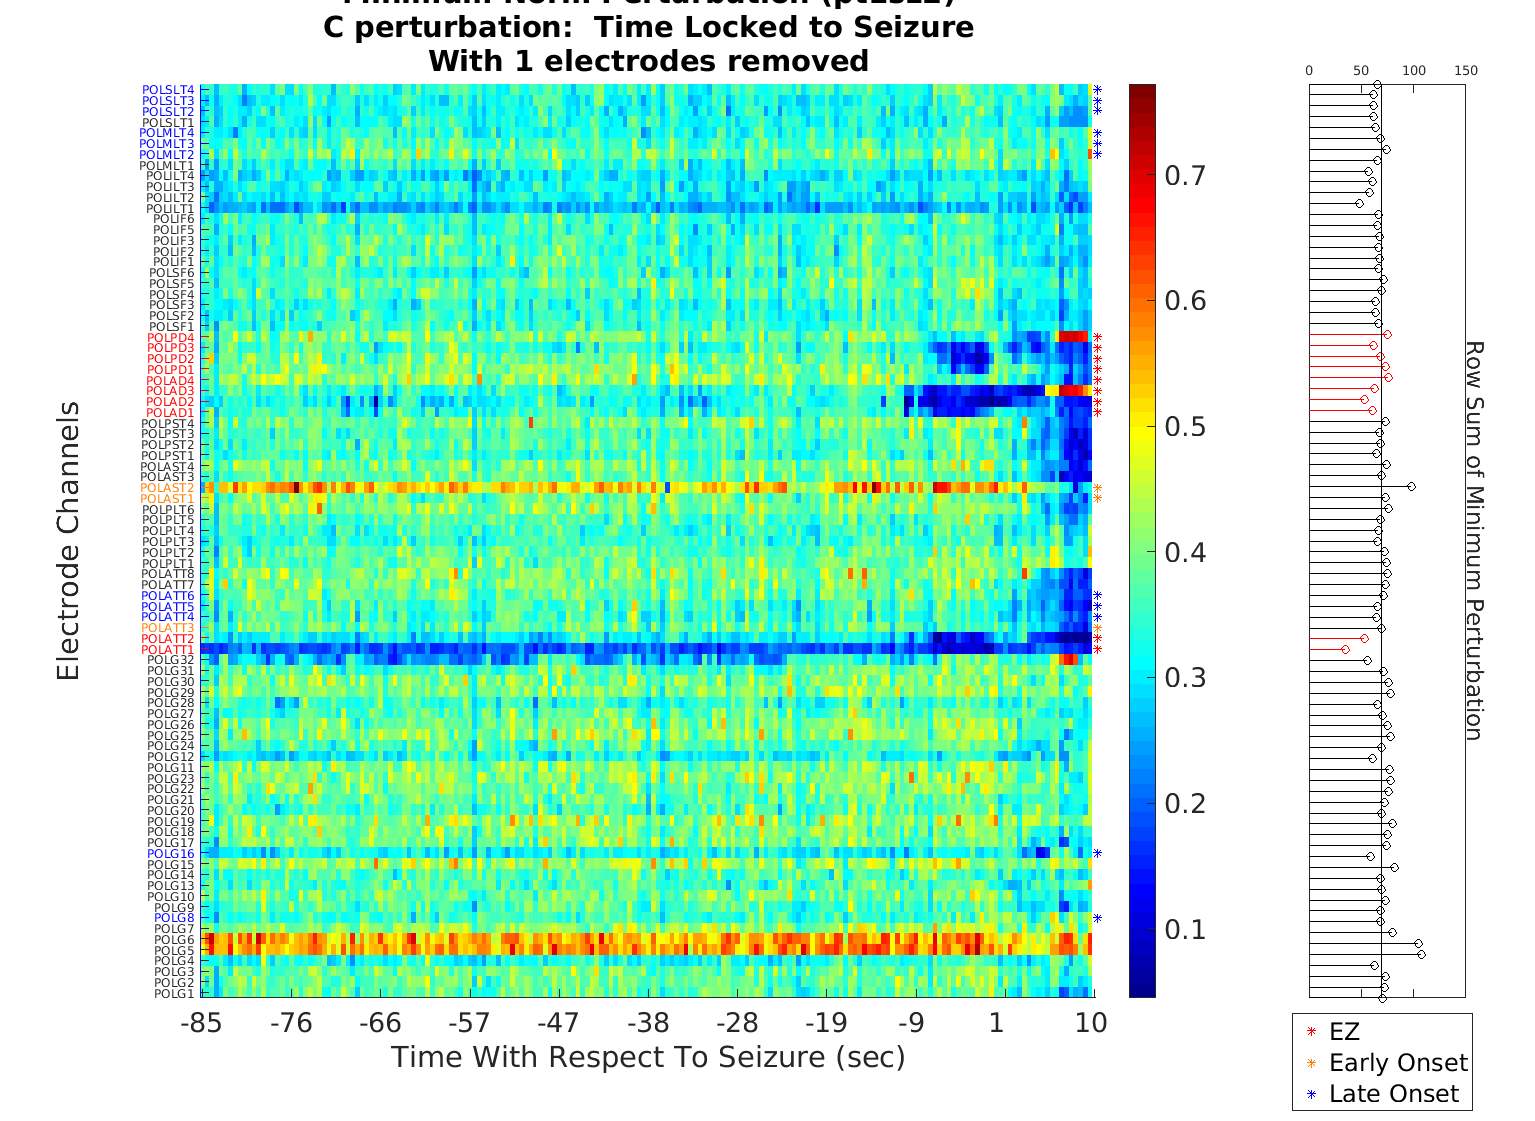 Minimum Norm Perturbation (pt1sz2)
C perturbation: Time Locked to Seizure
With 1 electrodes removed
0 50 100 150
POLSLT4
POLSLT3
POLSLT2
POLSLT1
POLMLT4
POLMLT3
POLMLT2
POLMLT1
POLILT4
POLILT3
POLILT2
POLILT1
POLIF6
POLIF5
POLIF3
POLIF2
POLIF1
POLSF6
POLSF5
POLSF4
POLSF3
POLSF2
POLSF1
POLPD4
POLPD3
POLPD2
POLPD1
POLAD4
POLAD3
POLAD2
POLAD1
POLPST4
POLPST3
POLPST2
POLPST1
POLAST4
POLAST3
POLAST2
POLAST1
POLPLT6
POLPLT5
POLPLT4
POLPLT3
POLPLT2
POLPLT1
POLATT8
POLATT7
POLATT6
POLATT5
POLATT4
POLATT3
POLATT2
POLATT1
POLG32
POLG31
POLG30
POLG29
POLG28
POLG27
POLG26
POLG25
POLG24
POLG12
POLG11
POLG23
POLG22
POLG21
POLG20
POLG19
POLG18
POLG17
POLG16
POLG15
POLG14
POLG13
POLG10
POLG9
POLG8
POLG7
POLG6
POLG5
POLG4
POLG3
POLG2
POLG1
Electrode Channels
-85 -76 -66 -57 -47 -38 -28 -19 -9 1 10
Time With Respect To Seizure (sec)
0.7
0.6
0.5
0.4
0.3
0.2
0.1
Row Sum of Minimum Perturbation
EZ
Early Onset
Late Onset